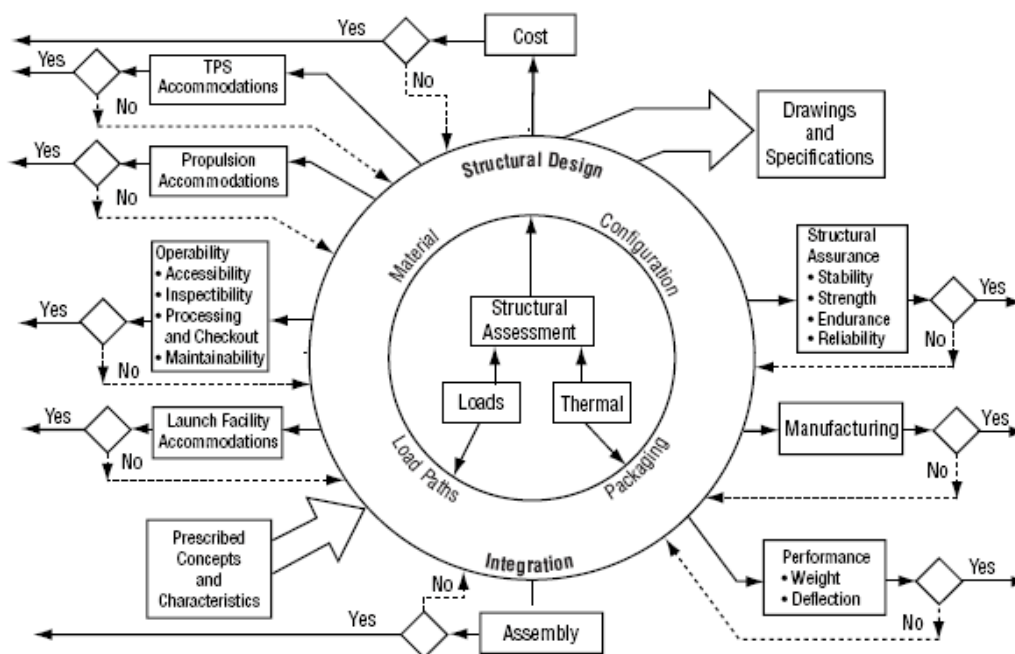 Yes
No
Cost
Yes
No
TPS
Accommodations
Drawings
and
Specifications
Yes
No
Propulsion
Accommodations
Structural Design
Material
Configuration
Structural
Assessment
Loads
Thermal
Load Paths
Packaging
Integration
Operability
• Accessibility
• Inspectibility
• Processing
and Checkout
• Maintainability
Yes
No
Structural
Assurance
• Stability
• Strength
• Endurance
• Reliability
Yes
No
Yes
No
Launch Facility
Accommodations
Manufacturing
Yes
No
Prescribed
Concepts
and
Characteristics
Performance
• Weight
• Deflection
Yes
No
Yes
No
Assembly